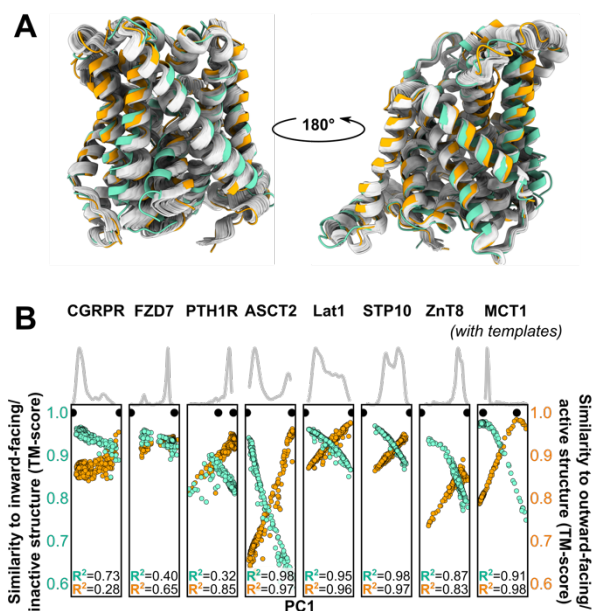 A
180°
B
CGRPR FZD7 PTH1R ASCT2 Lat1 STP10 ZnT8 MCT1
(with templates)
Similarity to inward-facing/
inactive structure (TM-score)
1.0 1.0
0.9 0.9
0.8 0.8
0.7 0.7
0.6 0.6
R²=0.73 R²=0.40 R²=0.32 R²=0.98 R²=0.95 R²=0.98 R²=0.87 R²=0.91
R²=0.28 R²=0.65 R²=0.85 R²=0.97 R²=0.96 R²=0.97 R²=0.83 R²=0.98
PC1
Similarity to outward-facing/
active structure (TM-score)